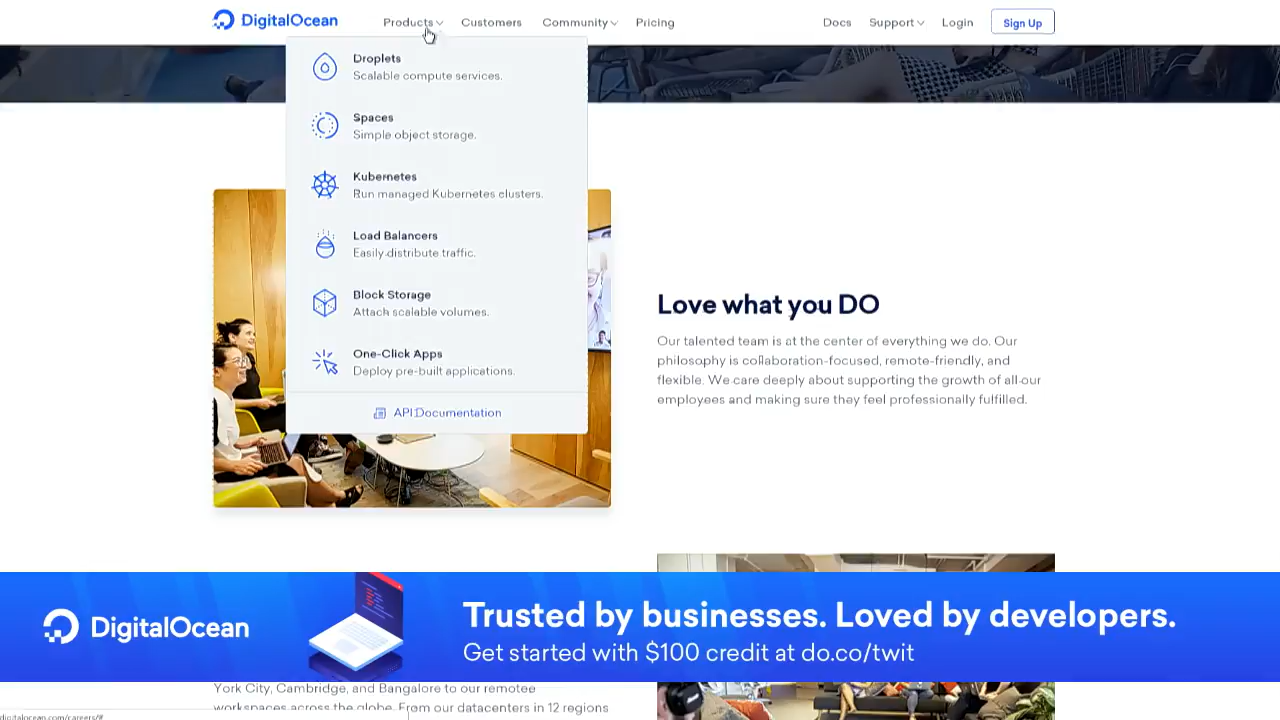 DigitalOcean Products Customers Community Pricing Docs Support Login Sign Up
Droplets
Scalable compute services.
Spaces
Simple object storage.
Kubernetes
Run managed Kubernetes clusters.
Load Balancers
Easily distribute traffic.
Block Storage
Attach scalable volumes.
One-Click Apps
Deploy pre-built applications.
API Documentation
Love what you DO
Our talented team is at the center of everything we do. Our
philosophy is collaboration-focused, remote-friendly, and
flexible. We care deeply about supporting the growth of all our
employees and making sure they feel professionally fulfilled.
DigitalOcean
Trusted by businesses. Loved by developers.
Get started with $100 credit at do.co/twit
York City, Cambridge, and Bangalore to our remotee
workspaces across the globe. From our datacenters in 12 regions
digitalocean.com/careers/#